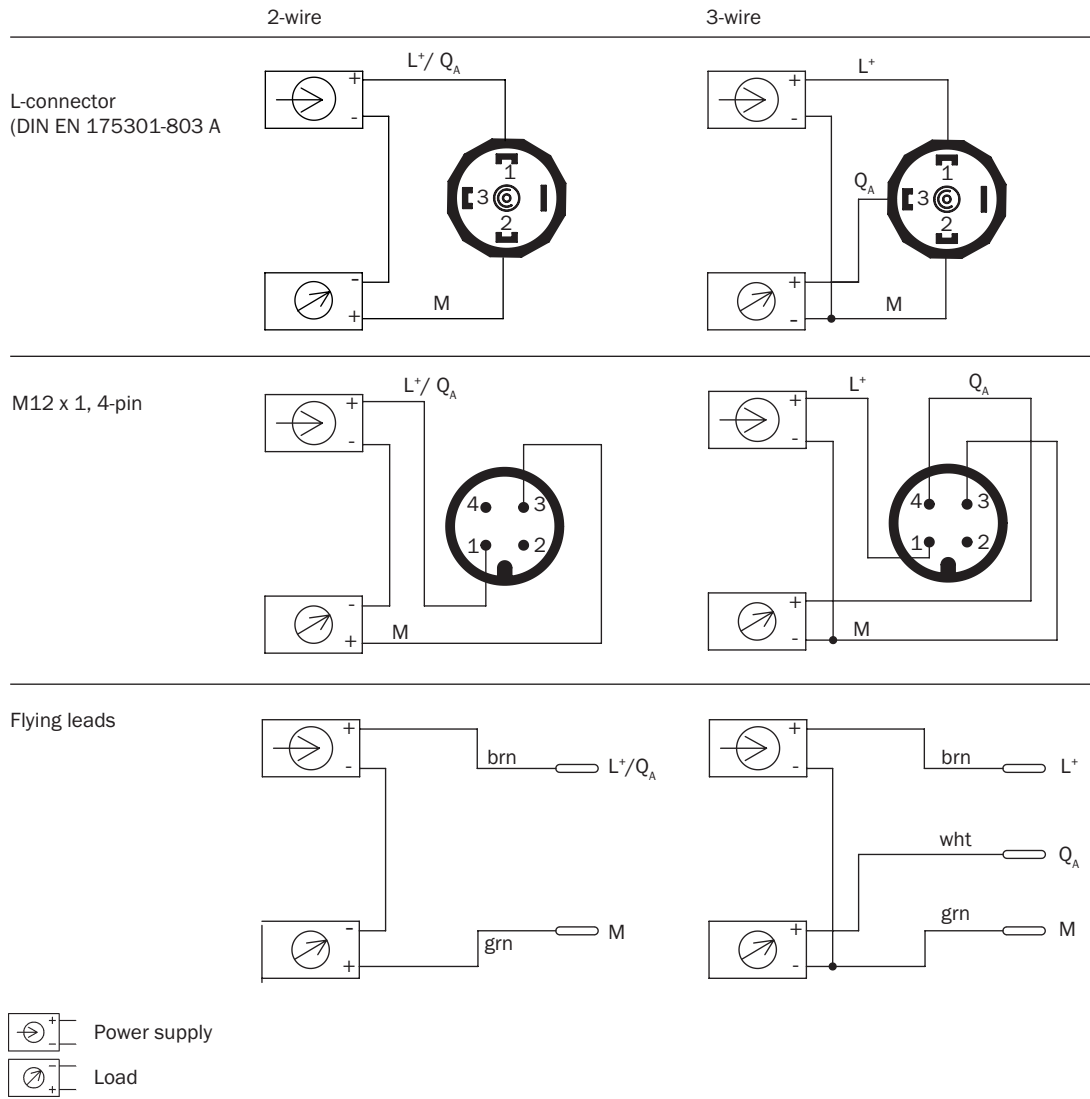 2-wire 3-wire
L-connector
(DIN EN 175301-803 A
+ L⁺/ Q_A
-
1
3
2
-
+ M
+ L⁺
-
1
Q_A
3
2
+
- M
M12 x 1, 4-pin
+ L⁺/ Q_A
-
4 3
1 2
-
+ M
+ L⁺ Q_A
-
4 3
1 2
+
- M
Flying leads
+
- brn L⁺/Q_A
-
+ grn M
+
- brn L⁺
wht Q_A
+ grn M
-
+
- Power supply
-
+ Load